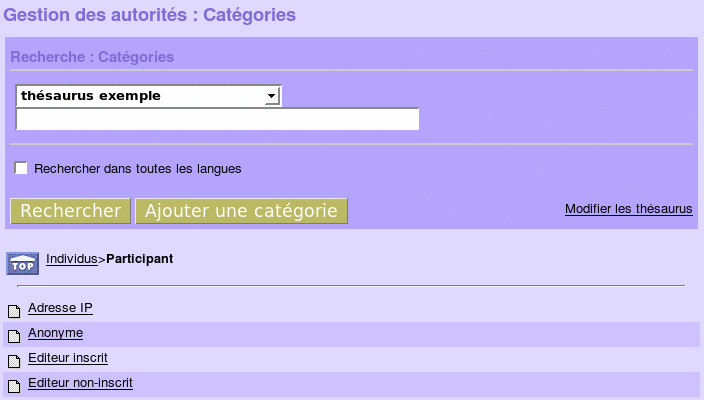 Gestion des autorités : Catégories
Recherche : Catégories
thésaurus exemple
Rechercher dans toutes les langues
Rechercher Ajouter une catégorie Modifier les thésaurus
TOP Individus>Participant
Adresse IP
Anonyme
Editeur inscrit
Editeur non-inscrit